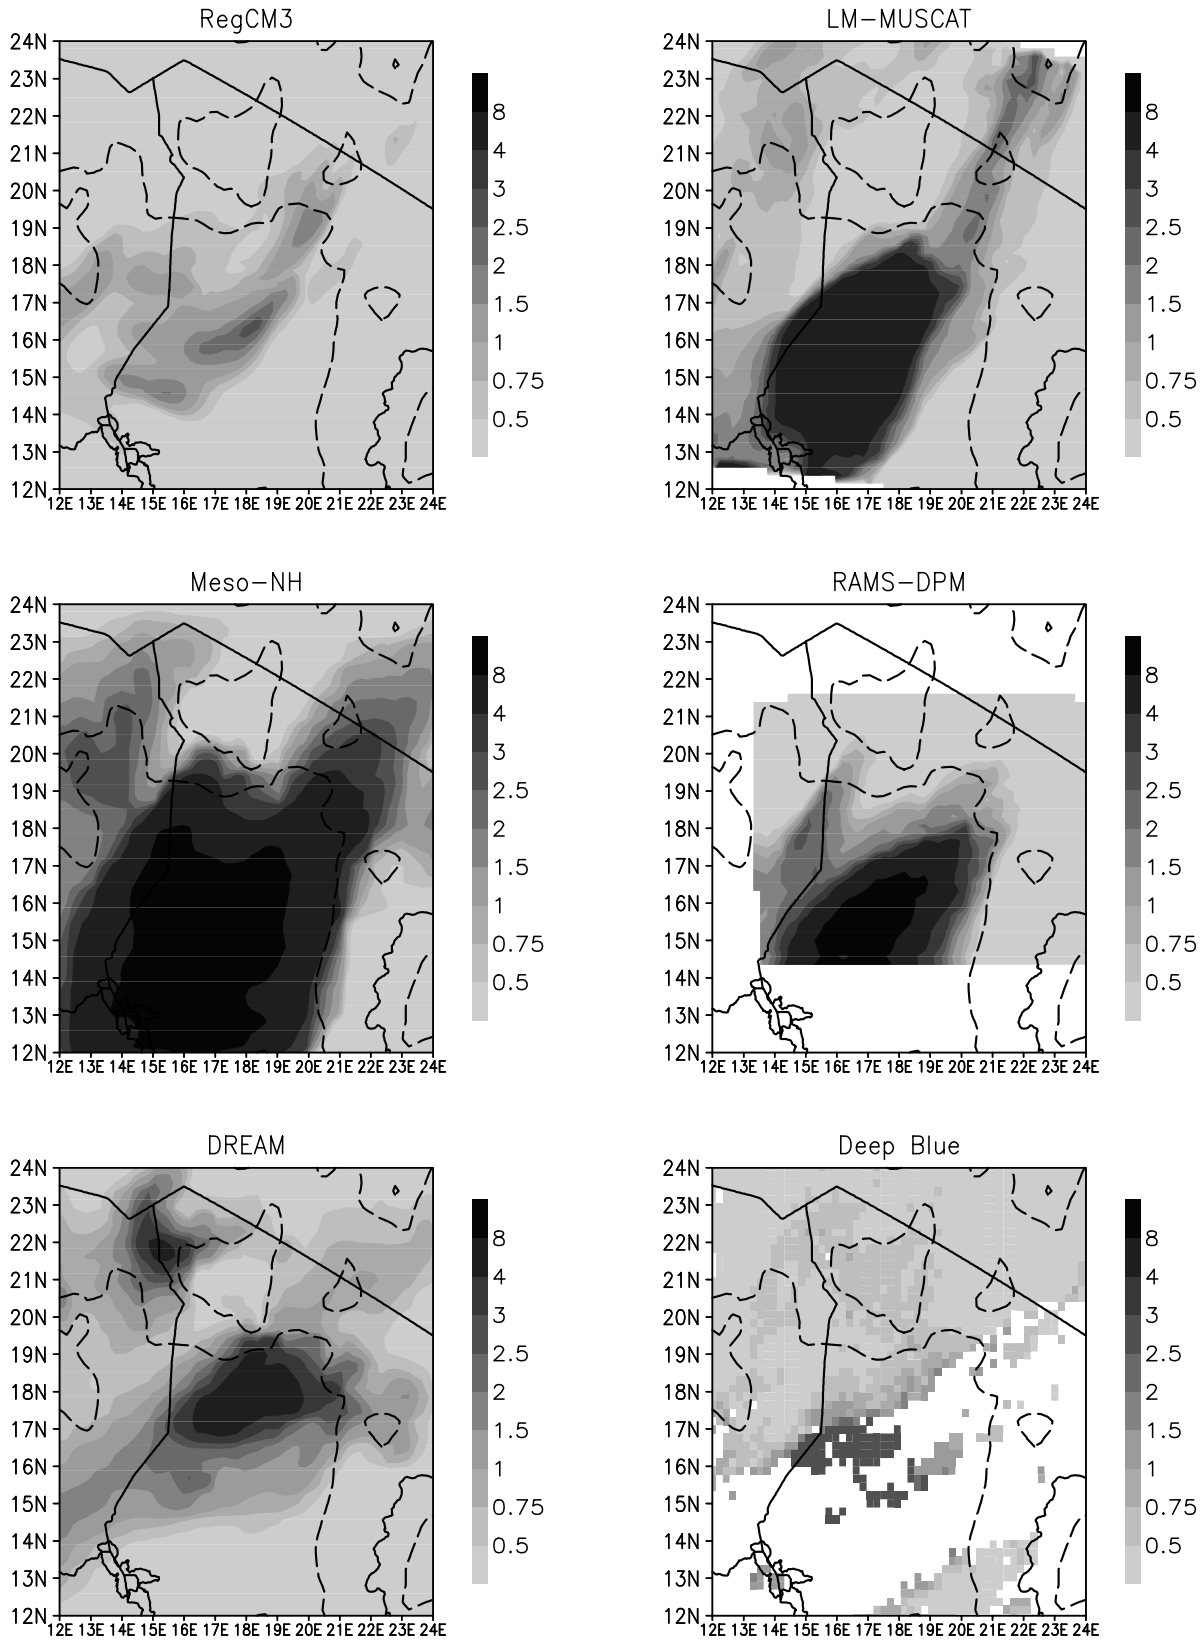 RegCM3
24N
23N
22N
21N
20N
19N
18N
17N
16N
15N
14N
13N
12N
12E 13E 14E 15E 16E 17E 18E 19E 20E 21E 22E 23E 24E
8
4
3
2.5
2
1.5
1
0.75
0.5
LM-MUSCAT
24N
23N
22N
21N
20N
19N
18N
17N
16N
15N
14N
13N
12N
12E 13E 14E 15E 16E 17E 18E 19E 20E 21E 22E 23E 24E
8
4
3
2.5
2
1.5
1
0.75
0.5
Meso-NH
24N
23N
22N
21N
20N
19N
18N
17N
16N
15N
14N
13N
12N
12E 13E 14E 15E 16E 17E 18E 19E 20E 21E 22E 23E 24E
8
4
3
2.5
2
1.5
1
0.75
0.5
RAMS-DPM
24N
23N
22N
21N
20N
19N
18N
17N
16N
15N
14N
13N
12N
12E 13E 14E 15E 16E 17E 18E 19E 20E 21E 22E 23E 24E
8
4
3
2.5
2
1.5
1
0.75
0.5
DREAM
24N
23N
22N
21N
20N
19N
18N
17N
16N
15N
14N
13N
12N
12E 13E 14E 15E 16E 17E 18E 19E 20E 21E 22E 23E 24E
8
4
3
2.5
2
1.5
1
0.75
0.5
Deep Blue
24N
23N
22N
21N
20N
19N
18N
17N
16N
15N
14N
13N
12N
12E 13E 14E 15E 16E 17E 18E 19E 20E 21E 22E 23E 24E
8
4
3
2.5
2
1.5
1
0.75
0.5